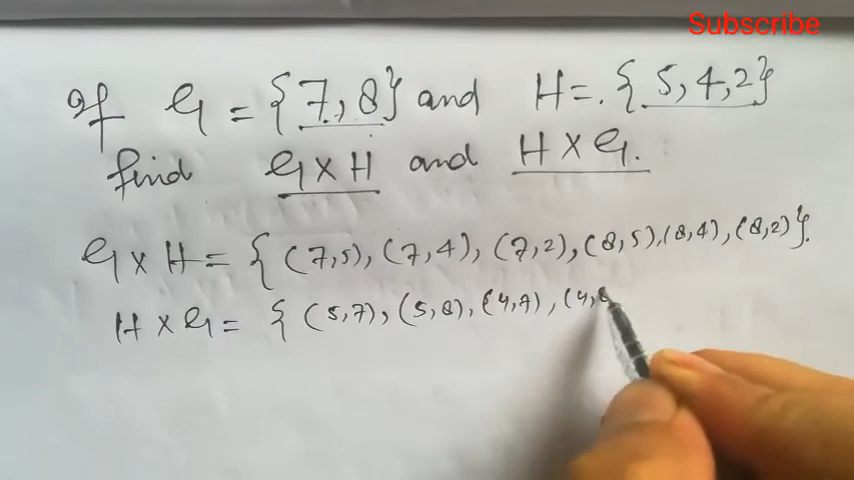 Subscribe
If G = {7, 8} and H = {5, 4, 2}
find G × H and H × G.
G × H = {(7,5), (7,4), (7,2), (8,5), (8,4), (8,2)}.
H × G = {(5,7), (5,8), (4,7), (4,8